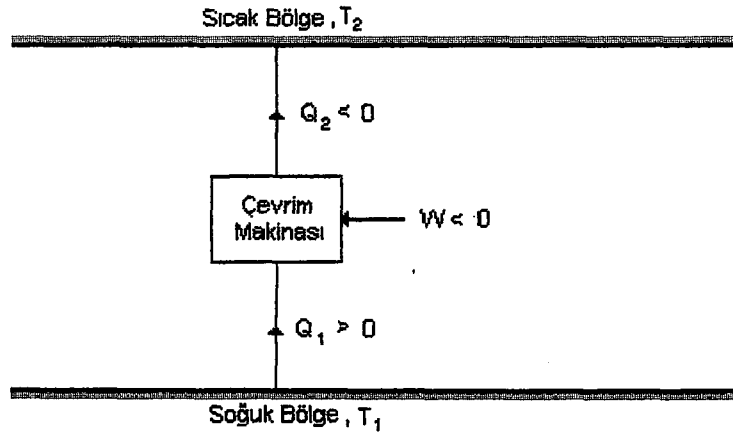 Sıcak Bölge, T₂
Q₂ < 0
Çevrim
Makinası
W < 0
Q₁ > 0
Soğuk Bölge, T₁